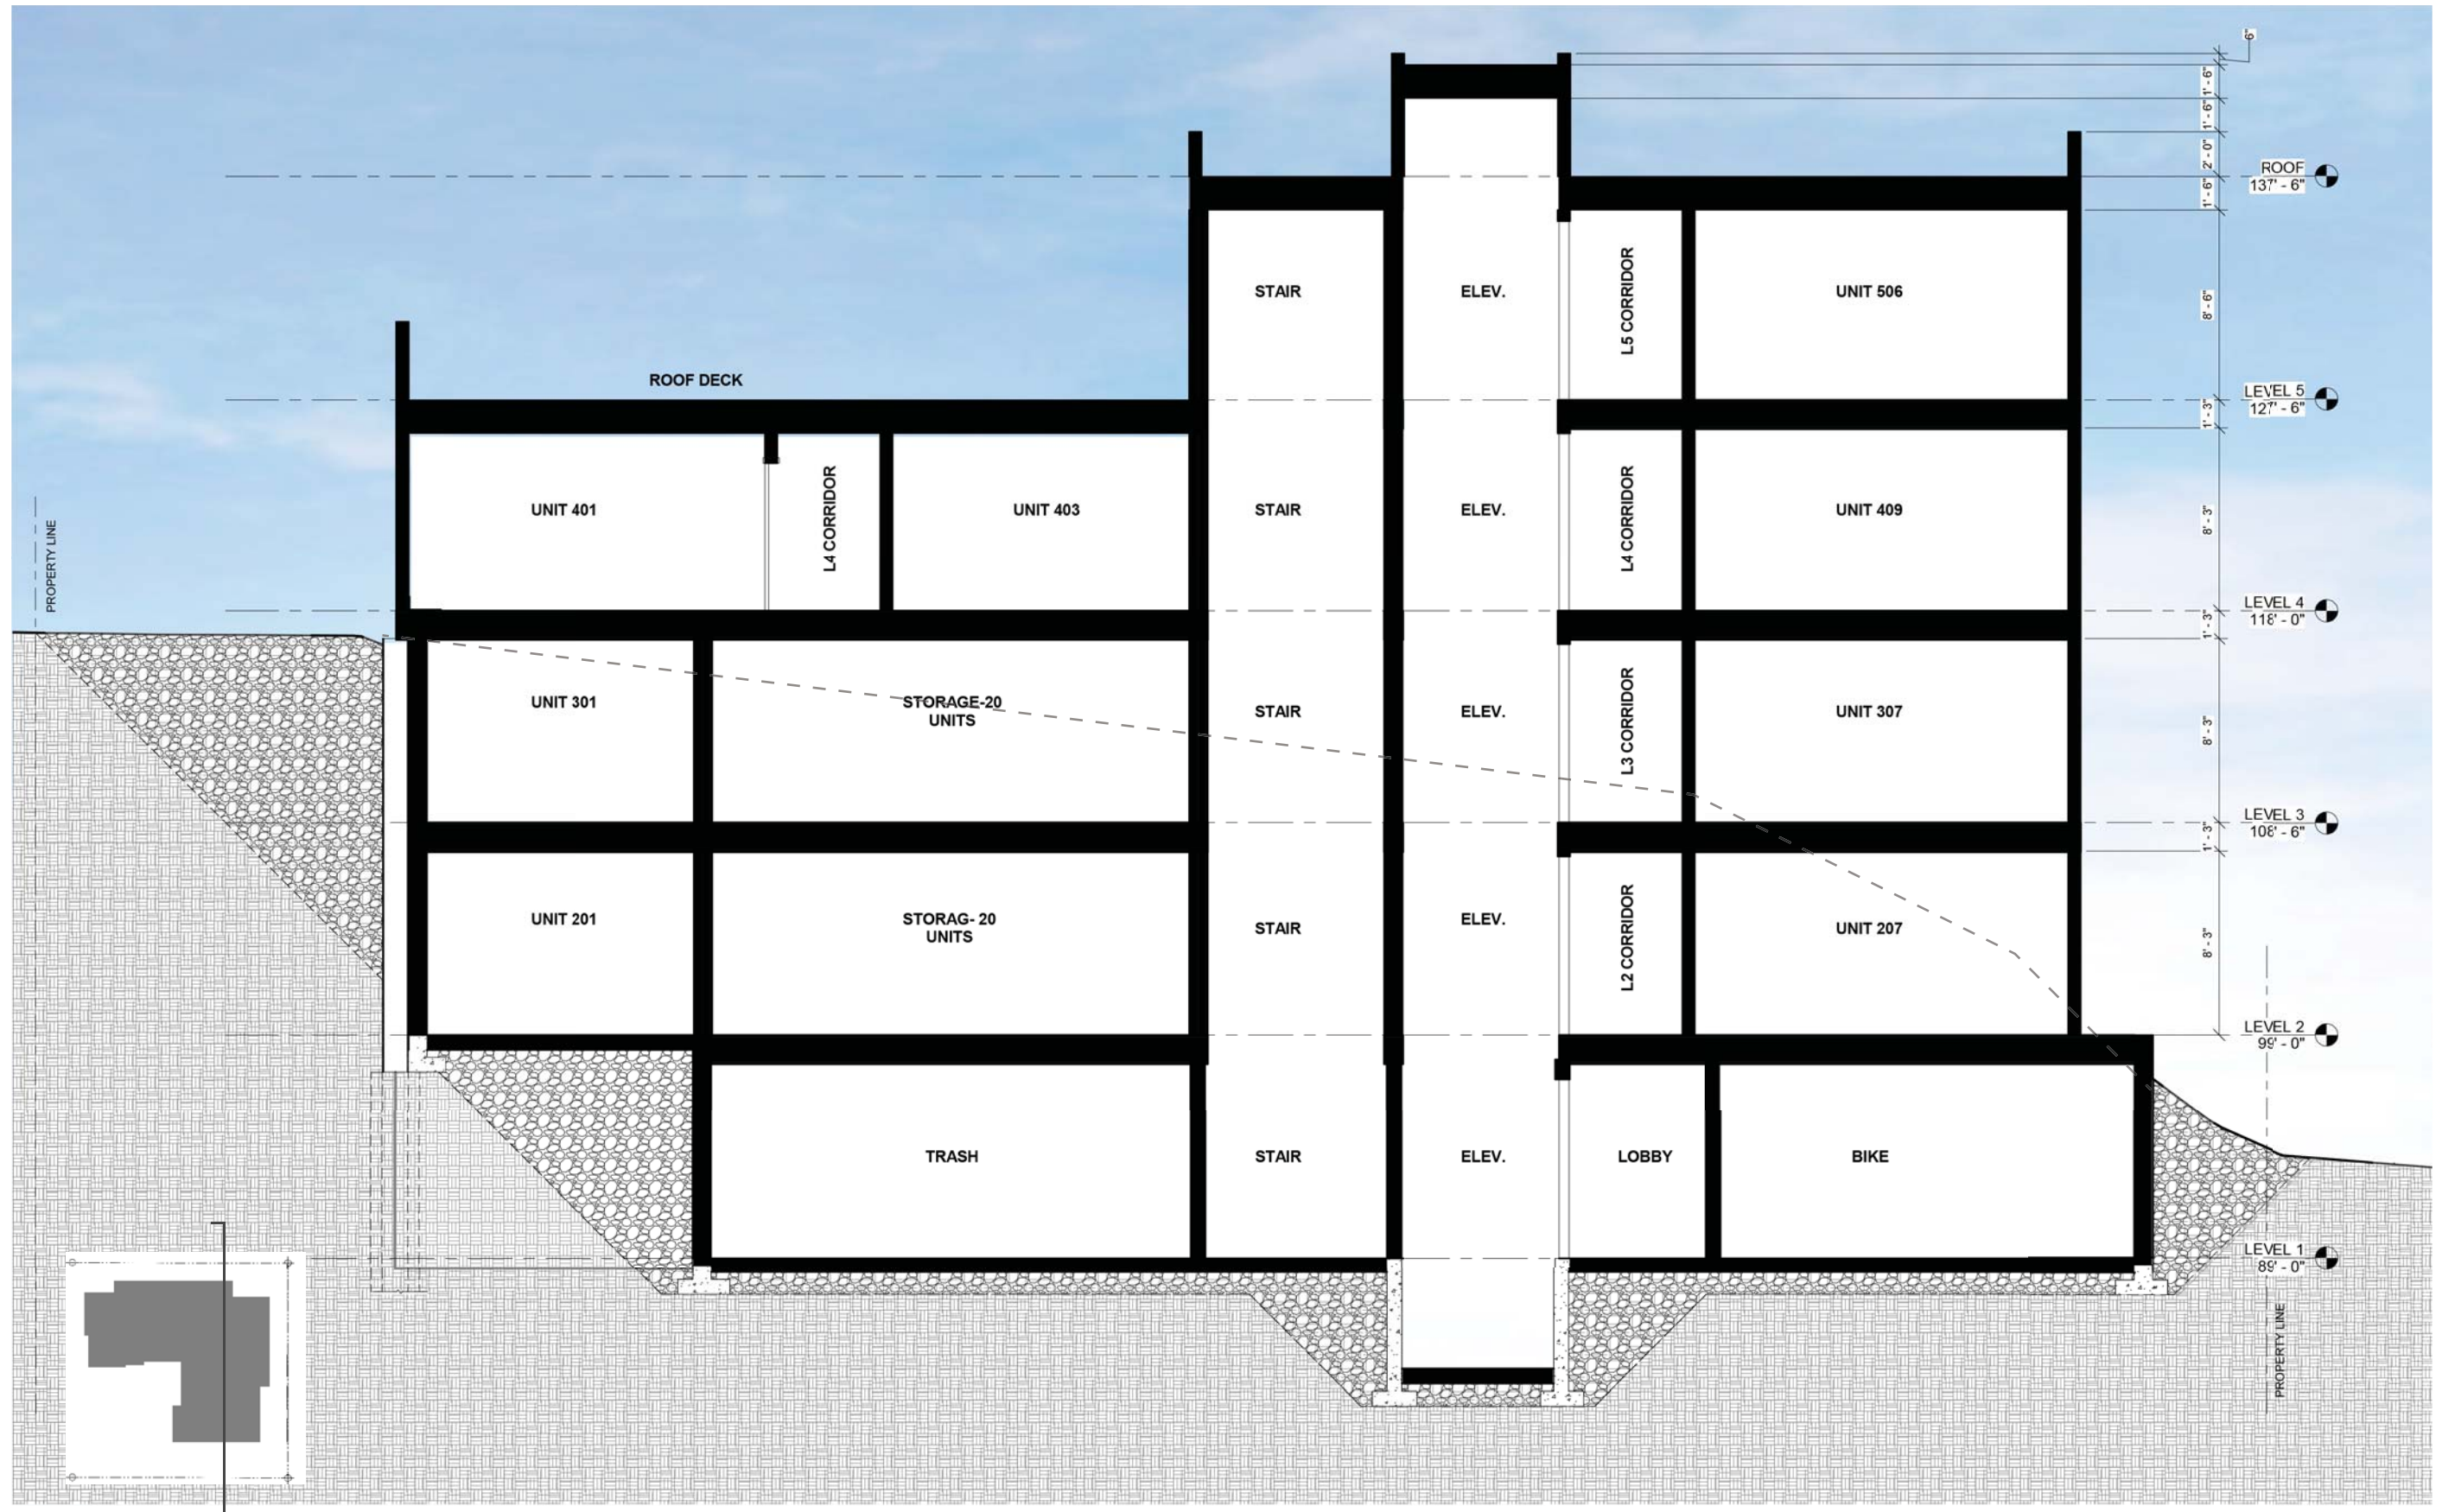 6"
1' - 6"
1' - 6"
2' - 0"
ROOF
137' - 6"
1' - 6"
STAIR
ELEV.
L5 CORRIDOR
UNIT 506
8' - 6"
ROOF DECK
LEVEL 5
127' - 6"
1' - 3"
UNIT 401
L4 CORRIDOR
UNIT 403
STAIR
ELEV.
L4 CORRIDOR
UNIT 409
8' - 3"
PROPERTY LINE
LEVEL 4
118' - 0"
1' - 3"
UNIT 301
STORAGE-20
UNITS
STAIR
ELEV.
L3 CORRIDOR
UNIT 307
8' - 3"
LEVEL 3
108' - 6"
1' - 3"
UNIT 201
STORAG- 20
UNITS
STAIR
ELEV.
L2 CORRIDOR
UNIT 207
8' - 3"
LEVEL 2
99' - 0"
TRASH
STAIR
ELEV.
LOBBY
BIKE
LEVEL 1
89' - 0"
PROPERTY LINE